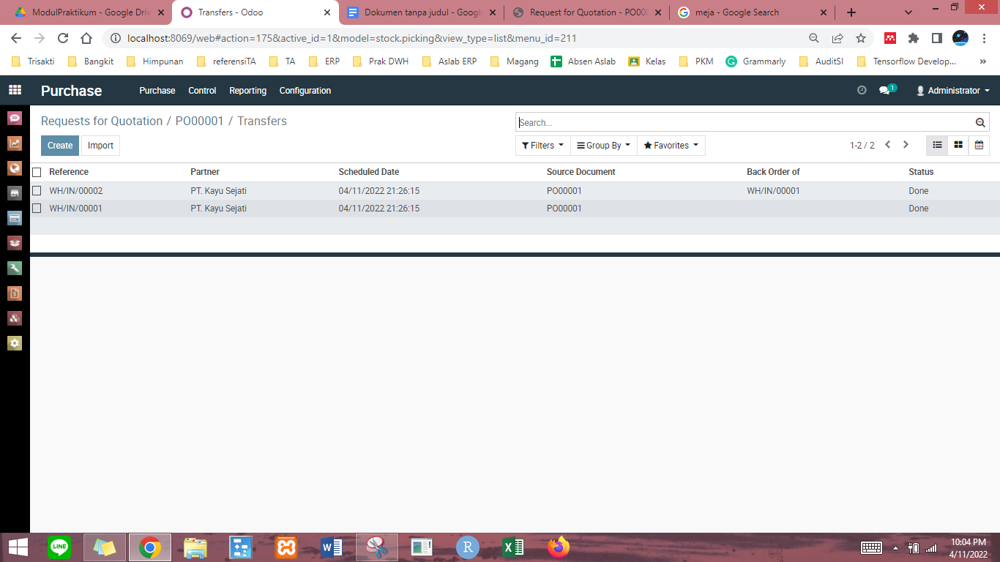 ModulPraktikum - Google Driv
Transfers - Odoo
Dokumen tanpa judul - Google
Request for Quotation - PO000
meja - Google Search
localhost:8069/web#action=175&active_id=1&model=stock.picking&view_type=list&menu_id=211
Trisakti Bangkit Himpunan referensiTA TA ERP Prak DWH Aslab ERP Magang Absen Aslab Kelas PKM Grammarly AuditSI Tensorflow Develop... »
Purchase Purchase Control Reporting Configuration 1 Administrator
Requests for Quotation / PO00001 / Transfers
Search...
Create Import Filters Group By Favorites 1-2 / 2
Reference Partner Scheduled Date Source Document Back Order of Status
WH/IN/00002 PT. Kayu Sejati 04/11/2022 21:26:15 PO00001 WH/IN/00001 Done
WH/IN/00001 PT. Kayu Sejati 04/11/2022 21:26:15 PO00001 Done
LINE
R
10:04 PM
4/11/2022